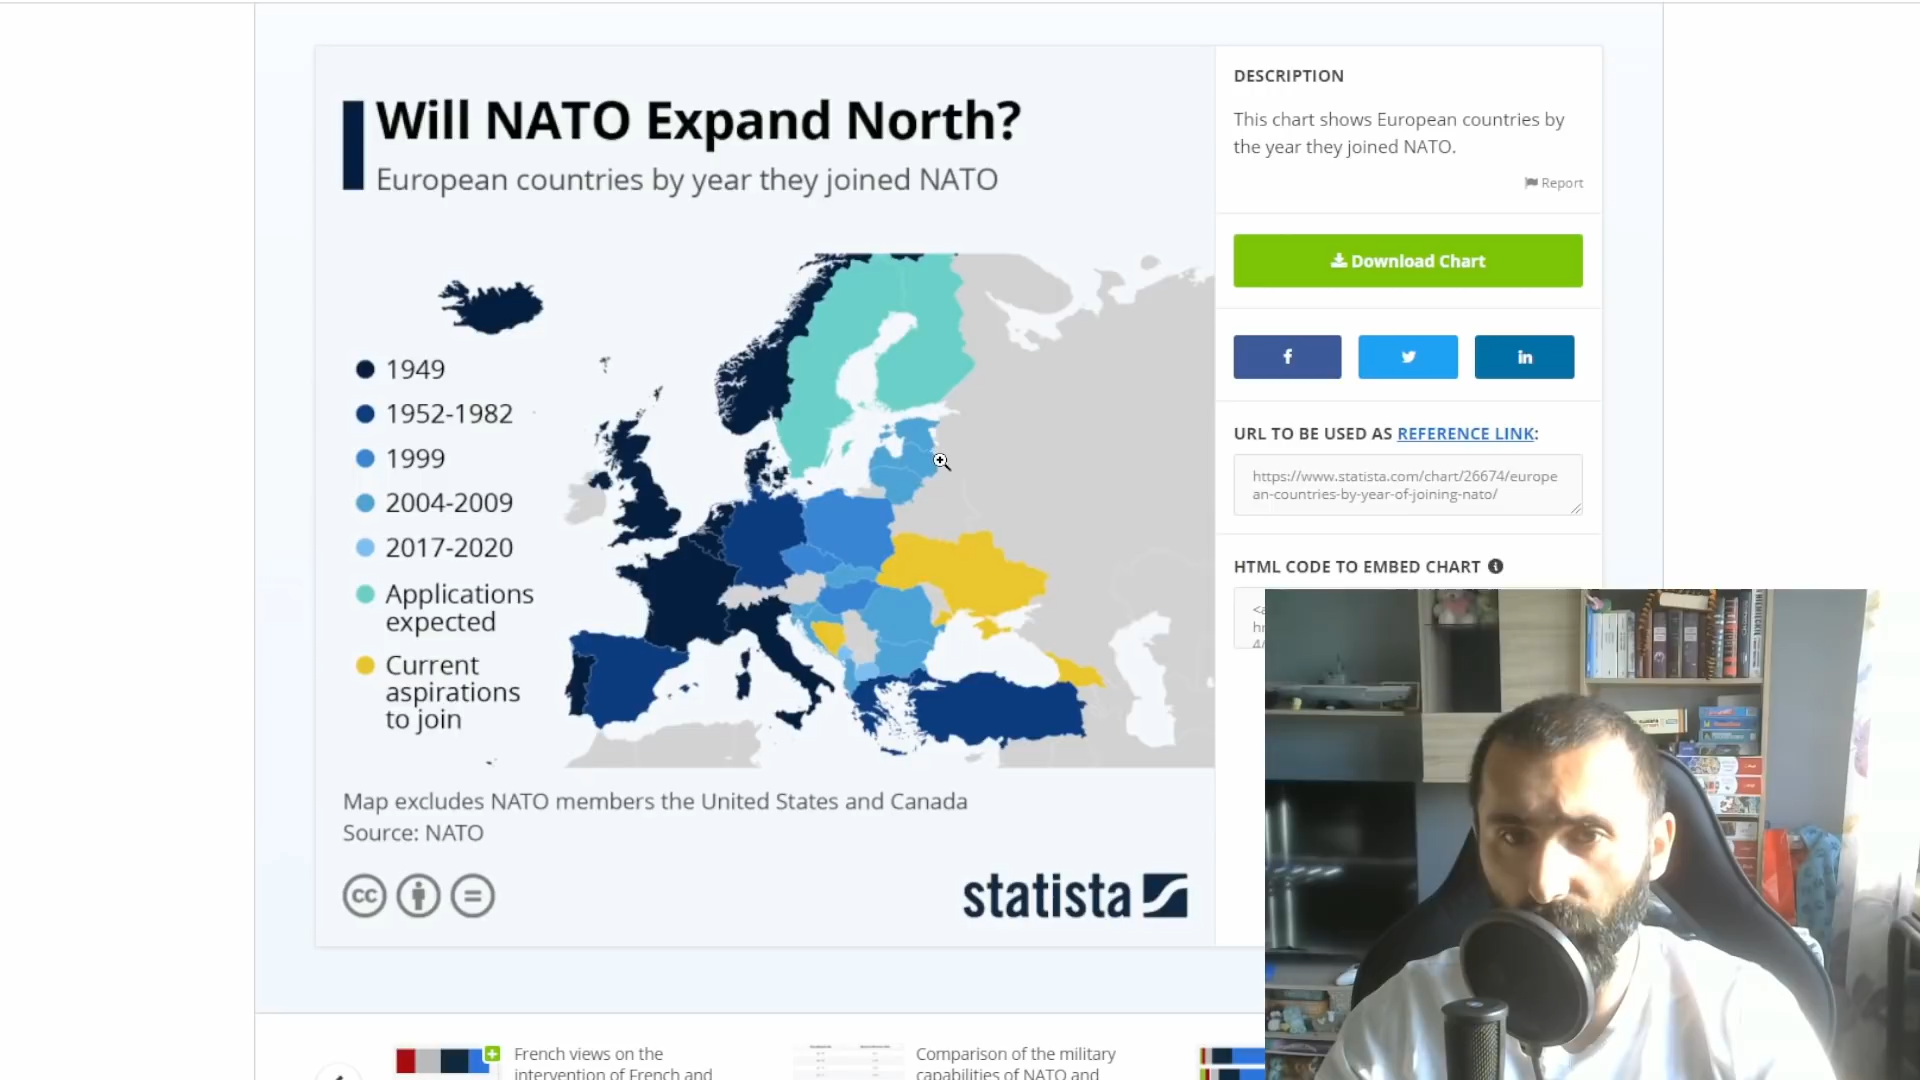 Will NATO Expand North?
European countries by year they joined NATO
1949
1952-1982
1999
2004-2009
2017-2020
Applications
expected
Current
aspirations
to join
Map excludes NATO members the United States and Canada
Source: NATO
cc
statista
DESCRIPTION
This chart shows European countries by
the year they joined NATO.
Report
Download Chart
f
in
URL TO BE USED AS REFERENCE LINK:
https://www.statista.com/chart/26674/europe
an-countries-by-year-of-joining-nato/
HTML CODE TO EMBED CHART
French views on the
intervention of French and
Comparison of the military
capabilities of NATO and